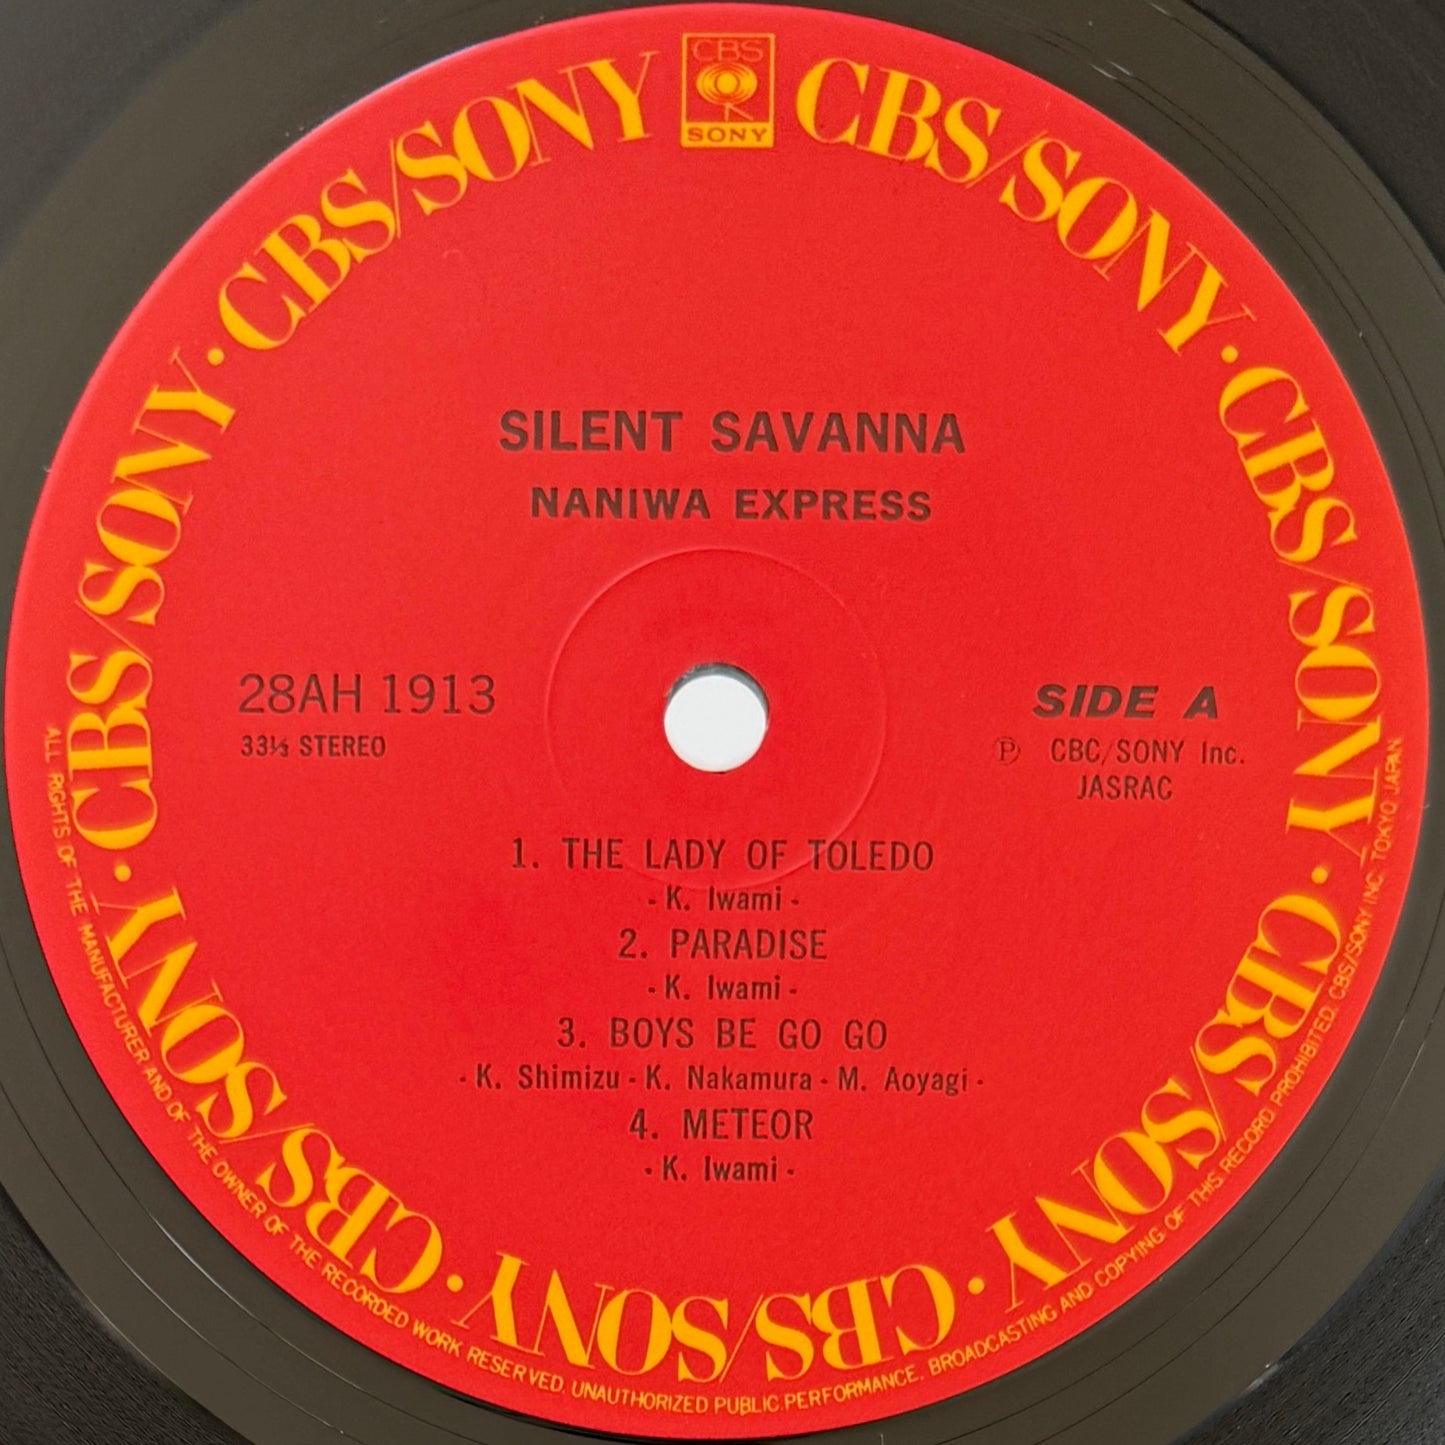 CBS
SONY
CBS/SONY · CBS/SONY · CBS/SONY · CBS/SONY · CBS/SONY · CBS/SONY · CBS/SONY
SILENT SAVANNA
NANIWA EXPRESS
28AH 1913
33⅓ STEREO
SIDE A
Ⓟ CBC/SONY Inc.
JASRAC
1. THE LADY OF TOLEDO
- K. Iwami -
2. PARADISE
- K. Iwami -
3. BOYS BE GO GO
- K. Shimizu - K. Nakamura - M. Aoyagi -
4. METEOR
- K. Iwami -
ALL RIGHTS OF THE MANUFACTURER AND OF THE OWNER OF THE RECORDED WORK RESERVED. UNAUTHORIZED PUBLIC PERFORMANCE, BROADCASTING AND COPYING OF THIS RECORD PROHIBITED. CBS/SONY INC. TOKYO JAPAN